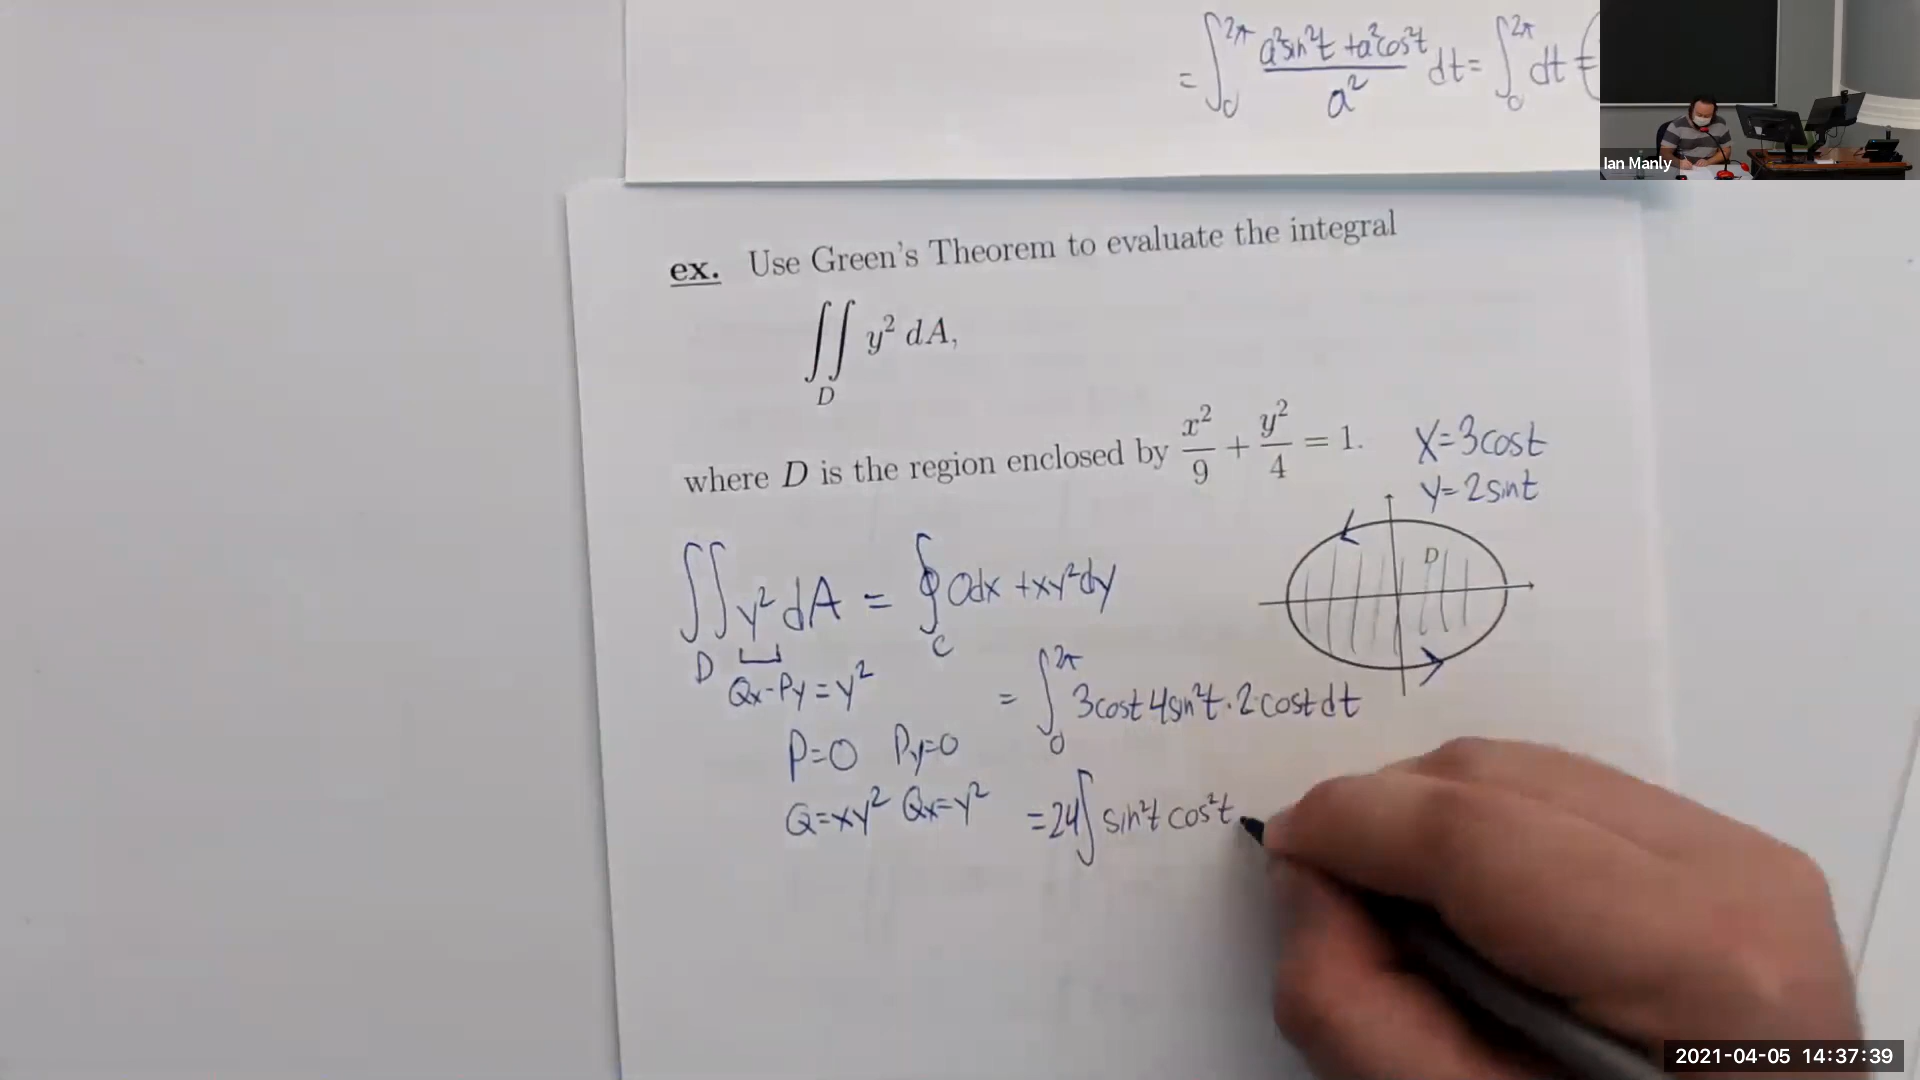 = ∫₀^{2π} (a²sin²t + a²cos²t)/a² dt = ∫₀^{2π} dt =
Ian Manly
ex. Use Green's Theorem to evaluate the integral
∬_D y² dA,
where D is the region enclosed by x²/9 + y²/4 = 1.
X=3cost
y=2sint
D
∬_D y² dA = ∮_C 0dx + xy²dy
Qx-Py=y²
= ∫₀^{2π} 3cost 4sin²t · 2 cost dt
P=0 Py=0
Q=xy² Qx=y²
=24∫ sin²t cos²t
2021-04-05 14:37:39